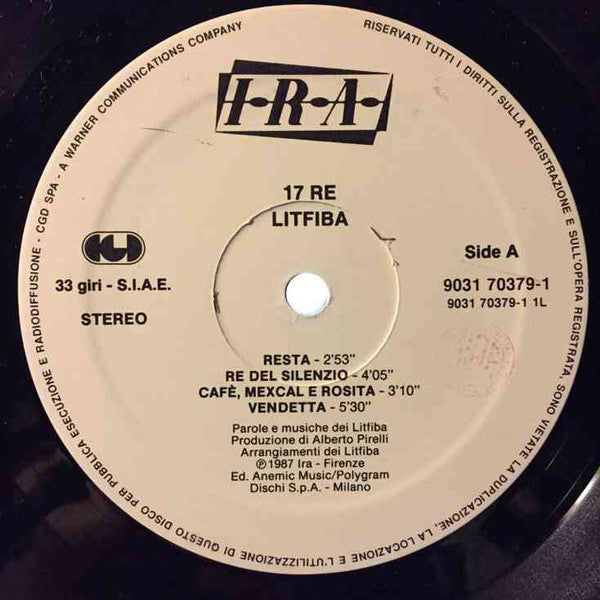 RISERVATI TUTTI I DIRITTI SULLA REGISTRAZIONE E SULL'OPERA REGISTRATA. SONO VIETATE LA DUPLICAZIONE, LA LOCAZIONE E L'UTILIZZAZIONE DI QUESTO DISCO PER PUBBLICA ESECUZIONE E RADIODIFFUSIONE - CGD SPA - A WARNER COMMUNICATIONS COMPANY
I·R·A·
17 RE
LITFIBA
CGD
33 giri - S.I.A.E.
STEREO
Side A
9031 70379-1
9031 70379-1 1L
RESTA - 2'53"
RE DEL SILENZIO - 4'05"
CAFÈ, MEXCAL E ROSITA - 3'10"
VENDETTA - 5'30"
Parole e musiche dei Litfiba
Produzione di Alberto Pirelli
Arrangiamenti dei Litfiba
℗ 1987 Ira - Firenze
Ed. Anemic Music/Polygram
Dischi S.p.A. - Milano